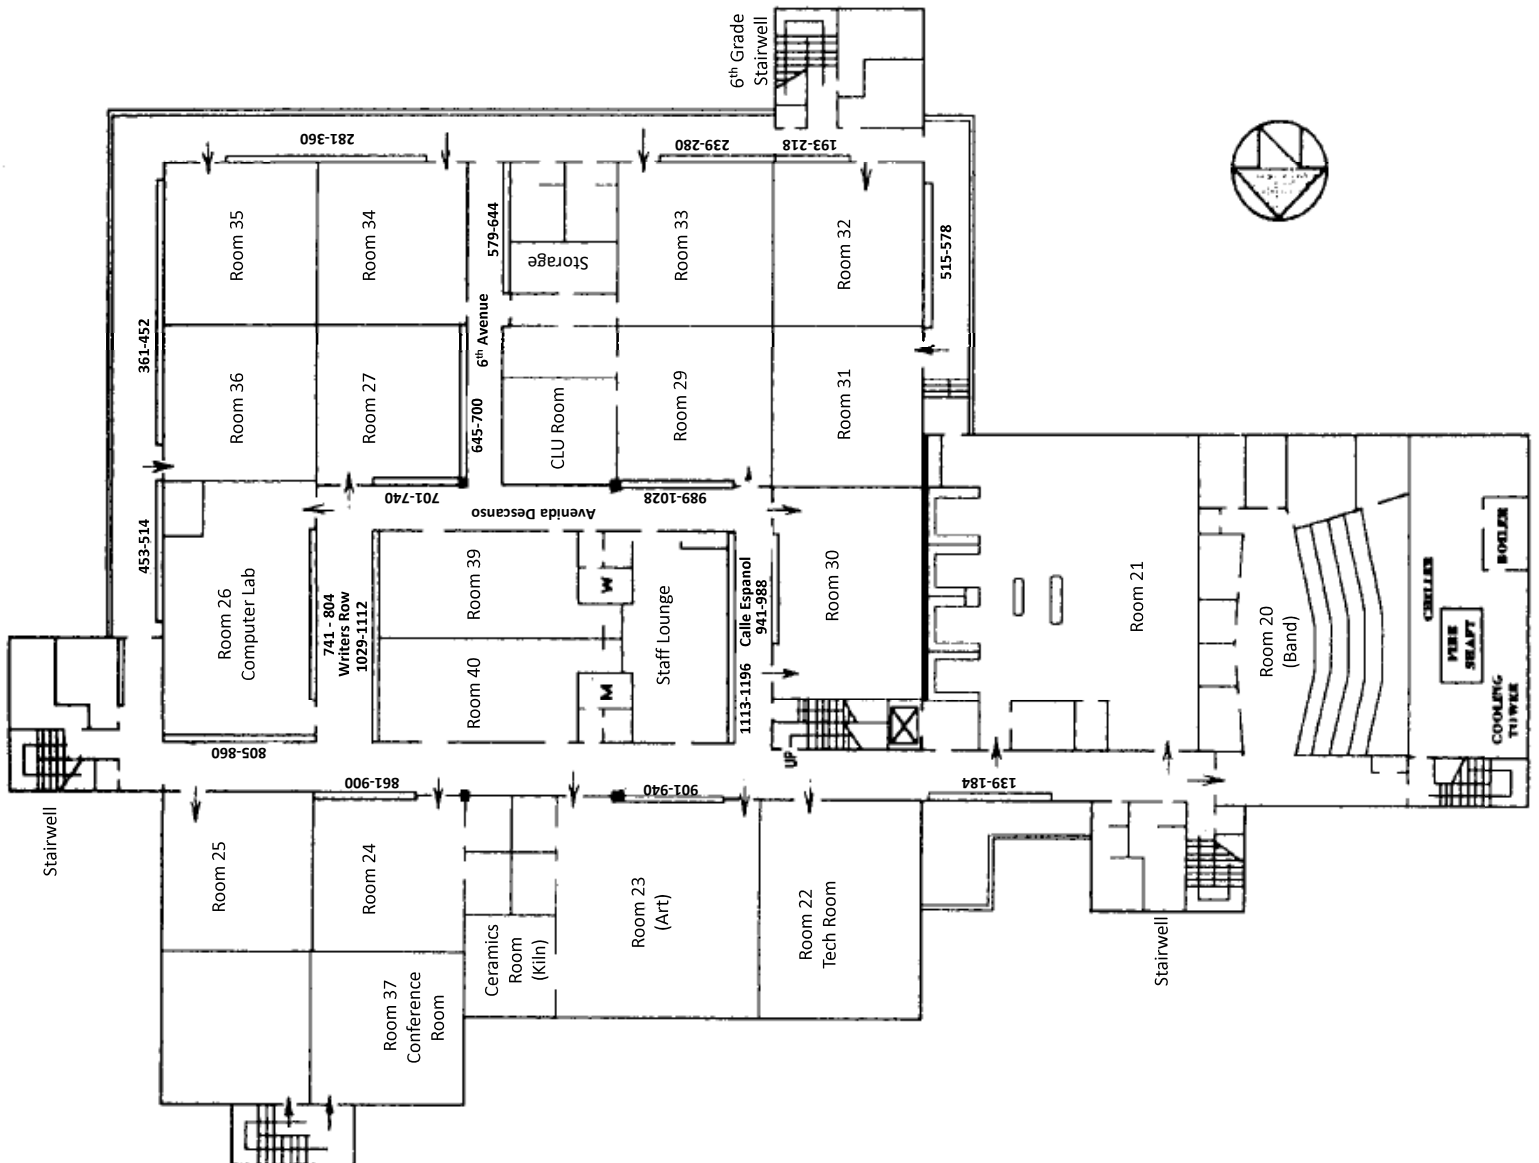 6th Grade
Stairwell
281-360
239-280
193-218
Room 35
Room 34
579-644
Storage
Room 33
Room 32
515-578
361-452
6th Avenue
Room 36
Room 27
645-700
CLU Room
Room 29
Room 31
701-740
989-1028
Avenida Descanso
453-514
Room 26
Computer Lab
741 - 804
Writers Row
1029-1112
Room 39
Room 40
W
M
Staff Lounge
Calle Espanol
941-988
1113-1196
Room 30
UP
Room 21
Room 20
(Band)
CHILLER
BOILER
FIRE
SHAFT
COOLING
TOWER
805-860
861-900
901-940
139-184
Stairwell
Room 25
Room 24
Ceramics
Room
(Kiln)
Room 23
(Art)
Room 22
Tech Room
Stairwell
Room 37
Conference
Room